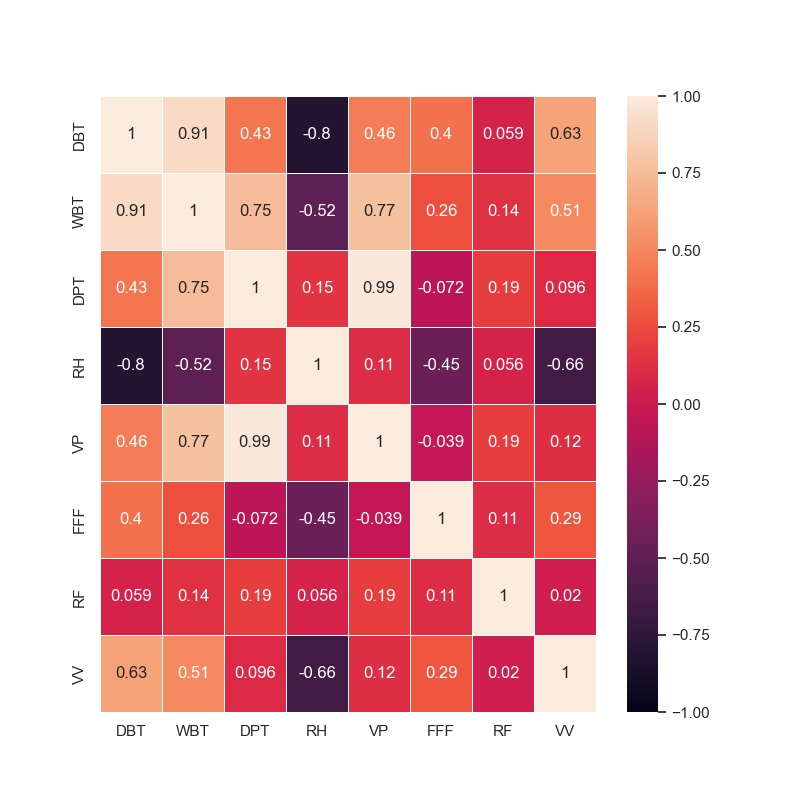 DBT 1 0.91 0.43 -0.8 0.46 0.4 0.059 0.63
WBT 0.91 1 0.75 -0.52 0.77 0.26 0.14 0.51
DPT 0.43 0.75 1 0.15 0.99 -0.072 0.19 0.096
RH -0.8 -0.52 0.15 1 0.11 -0.45 0.056 -0.66
VP 0.46 0.77 0.99 0.11 1 -0.039 0.19 0.12
FFF 0.4 0.26 -0.072 -0.45 -0.039 1 0.11 0.29
RF 0.059 0.14 0.19 0.056 0.19 0.11 1 0.02
VV 0.63 0.51 0.096 -0.66 0.12 0.29 0.02 1
DBT WBT DPT RH VP FFF RF VV
1.00
0.75
0.50
0.25
0.00
−0.25
−0.50
−0.75
−1.00